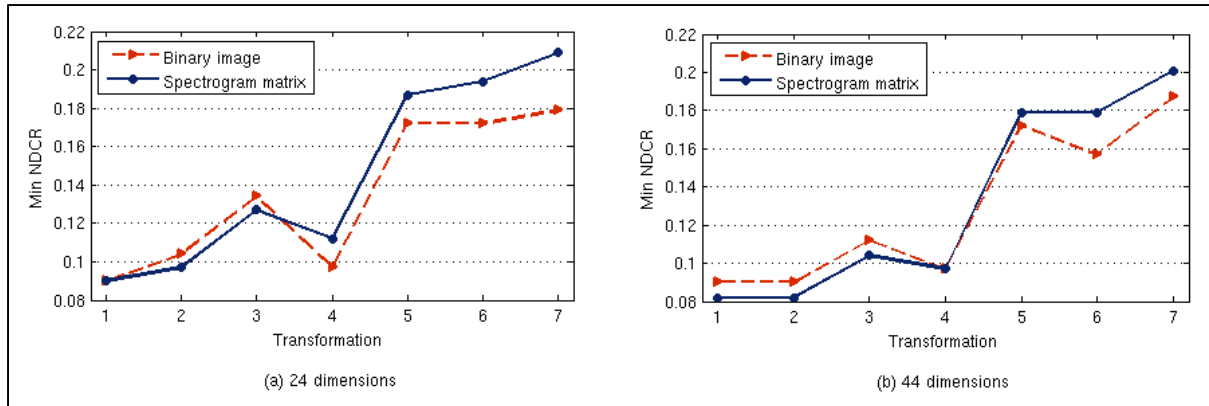 0.22
0.2
0.18
0.16
0.14
0.12
0.1
0.08
Min NDCR
Binary image
Spectrogram matrix
1 2 3 4 5 6 7
Transformation
(a) 24 dimensions
0.22
0.20
0.18
0.16
0.14
0.12
0.1
0.08
Min NDCR
Binary image
Spectrogram matrix
1 2 3 4 5 6 7
Transformation
(b) 44 dimensions